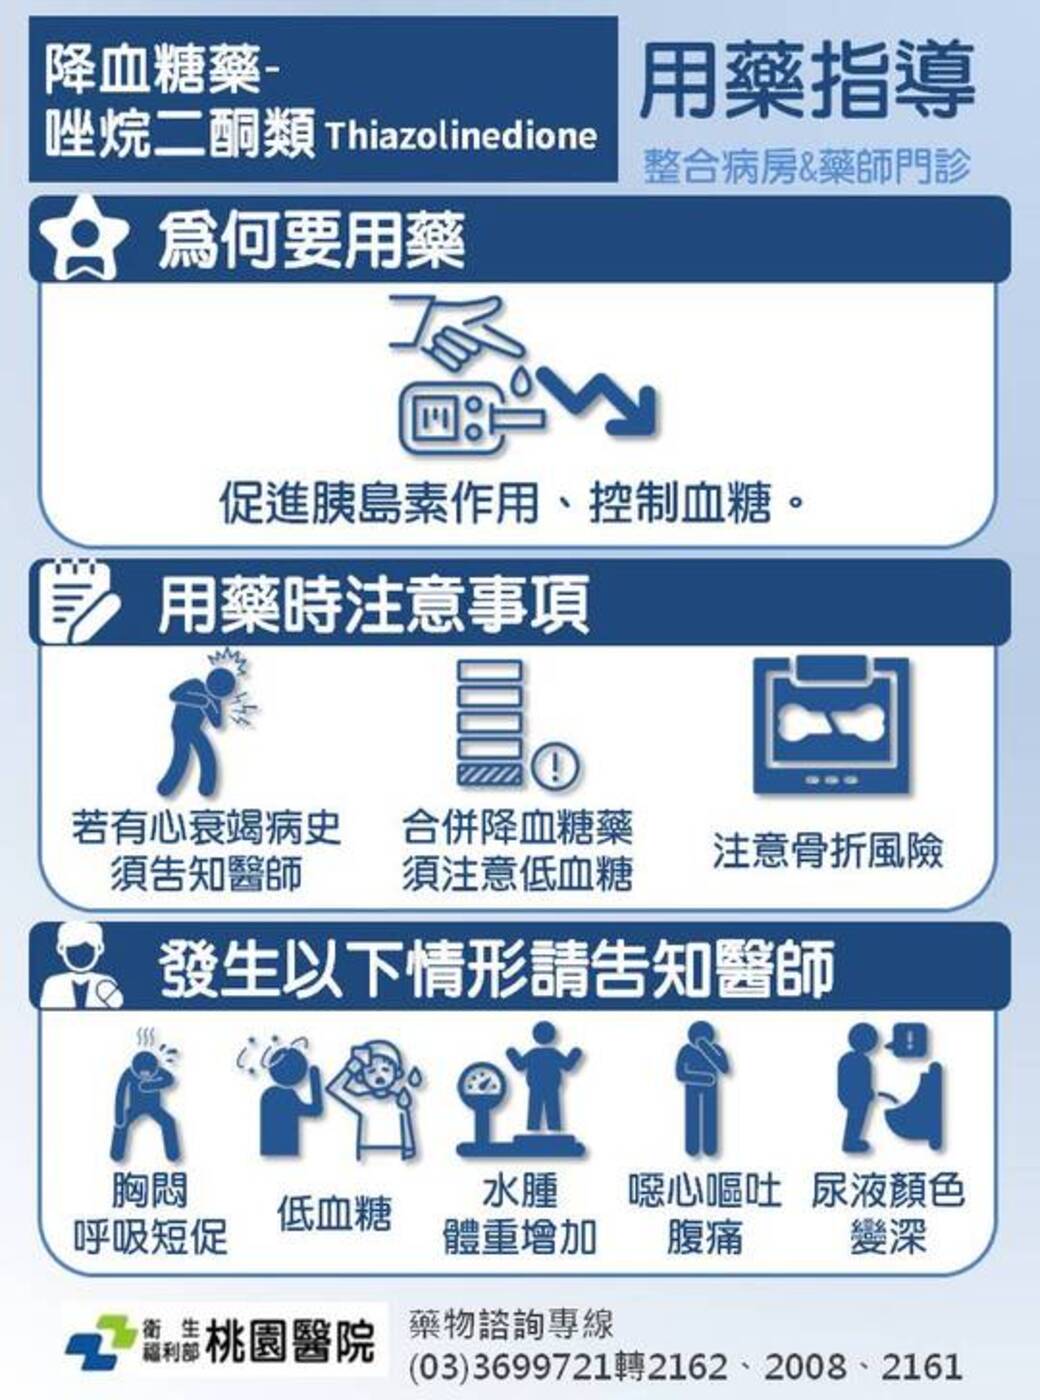 降血糖藥-
唑烷二酮類 Thiazolinedione
用藥指導
整合病房&藥師門診
為何要用藥
促進胰島素作用、控制血糖。
用藥時注意事項
若有心衰竭病史
須告知醫師
合併降血糖藥
須注意低血糖
注意骨折風險
發生以下情形請告知醫師
胸悶
呼吸短促
低血糖
水腫
體重增加
噁心嘔吐
腹痛
尿液顏色
變深
衛生
福利部 桃園醫院
藥物諮詢專線
(03)3699721轉2162、2008、2161